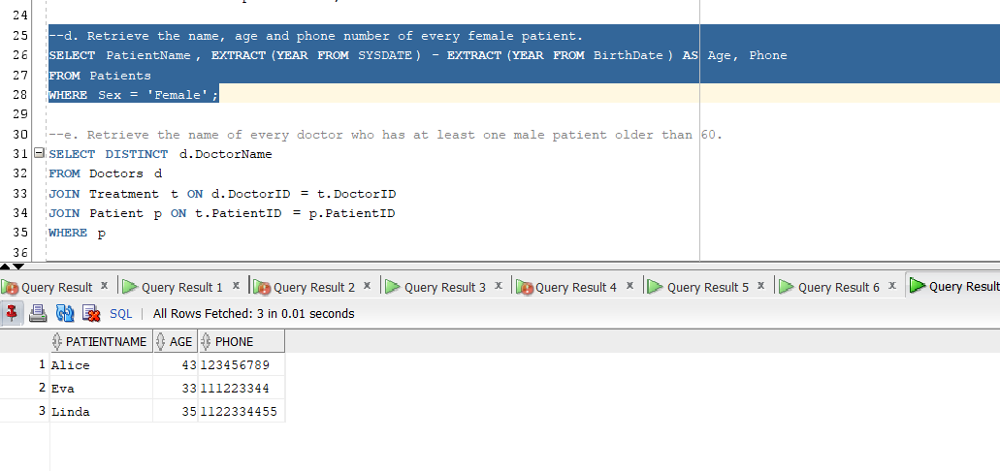 24
25 --d. Retrieve the name, age and phone number of every female patient.
26 SELECT PatientName, EXTRACT(YEAR FROM SYSDATE) - EXTRACT(YEAR FROM BirthDate) AS Age, Phone
27 FROM Patients
28 WHERE Sex = 'Female';
29
30 --e. Retrieve the name of every doctor who has at least one male patient older than 60.
31 SELECT DISTINCT d.DoctorName
32 FROM Doctors d
33 JOIN Treatment t ON d.DoctorID = t.DoctorID
34 JOIN Patient p ON t.PatientID = p.PatientID
35 WHERE p
36
Query Result x Query Result 1 x Query Result 2 x Query Result 3 x Query Result 4 x Query Result 5 x Query Result 6 x Query Result
SQL | All Rows Fetched: 3 in 0.01 seconds
PATIENTNAME AGE PHONE
1 Alice 43 123456789
2 Eva 33 111223344
3 Linda 35 1122334455